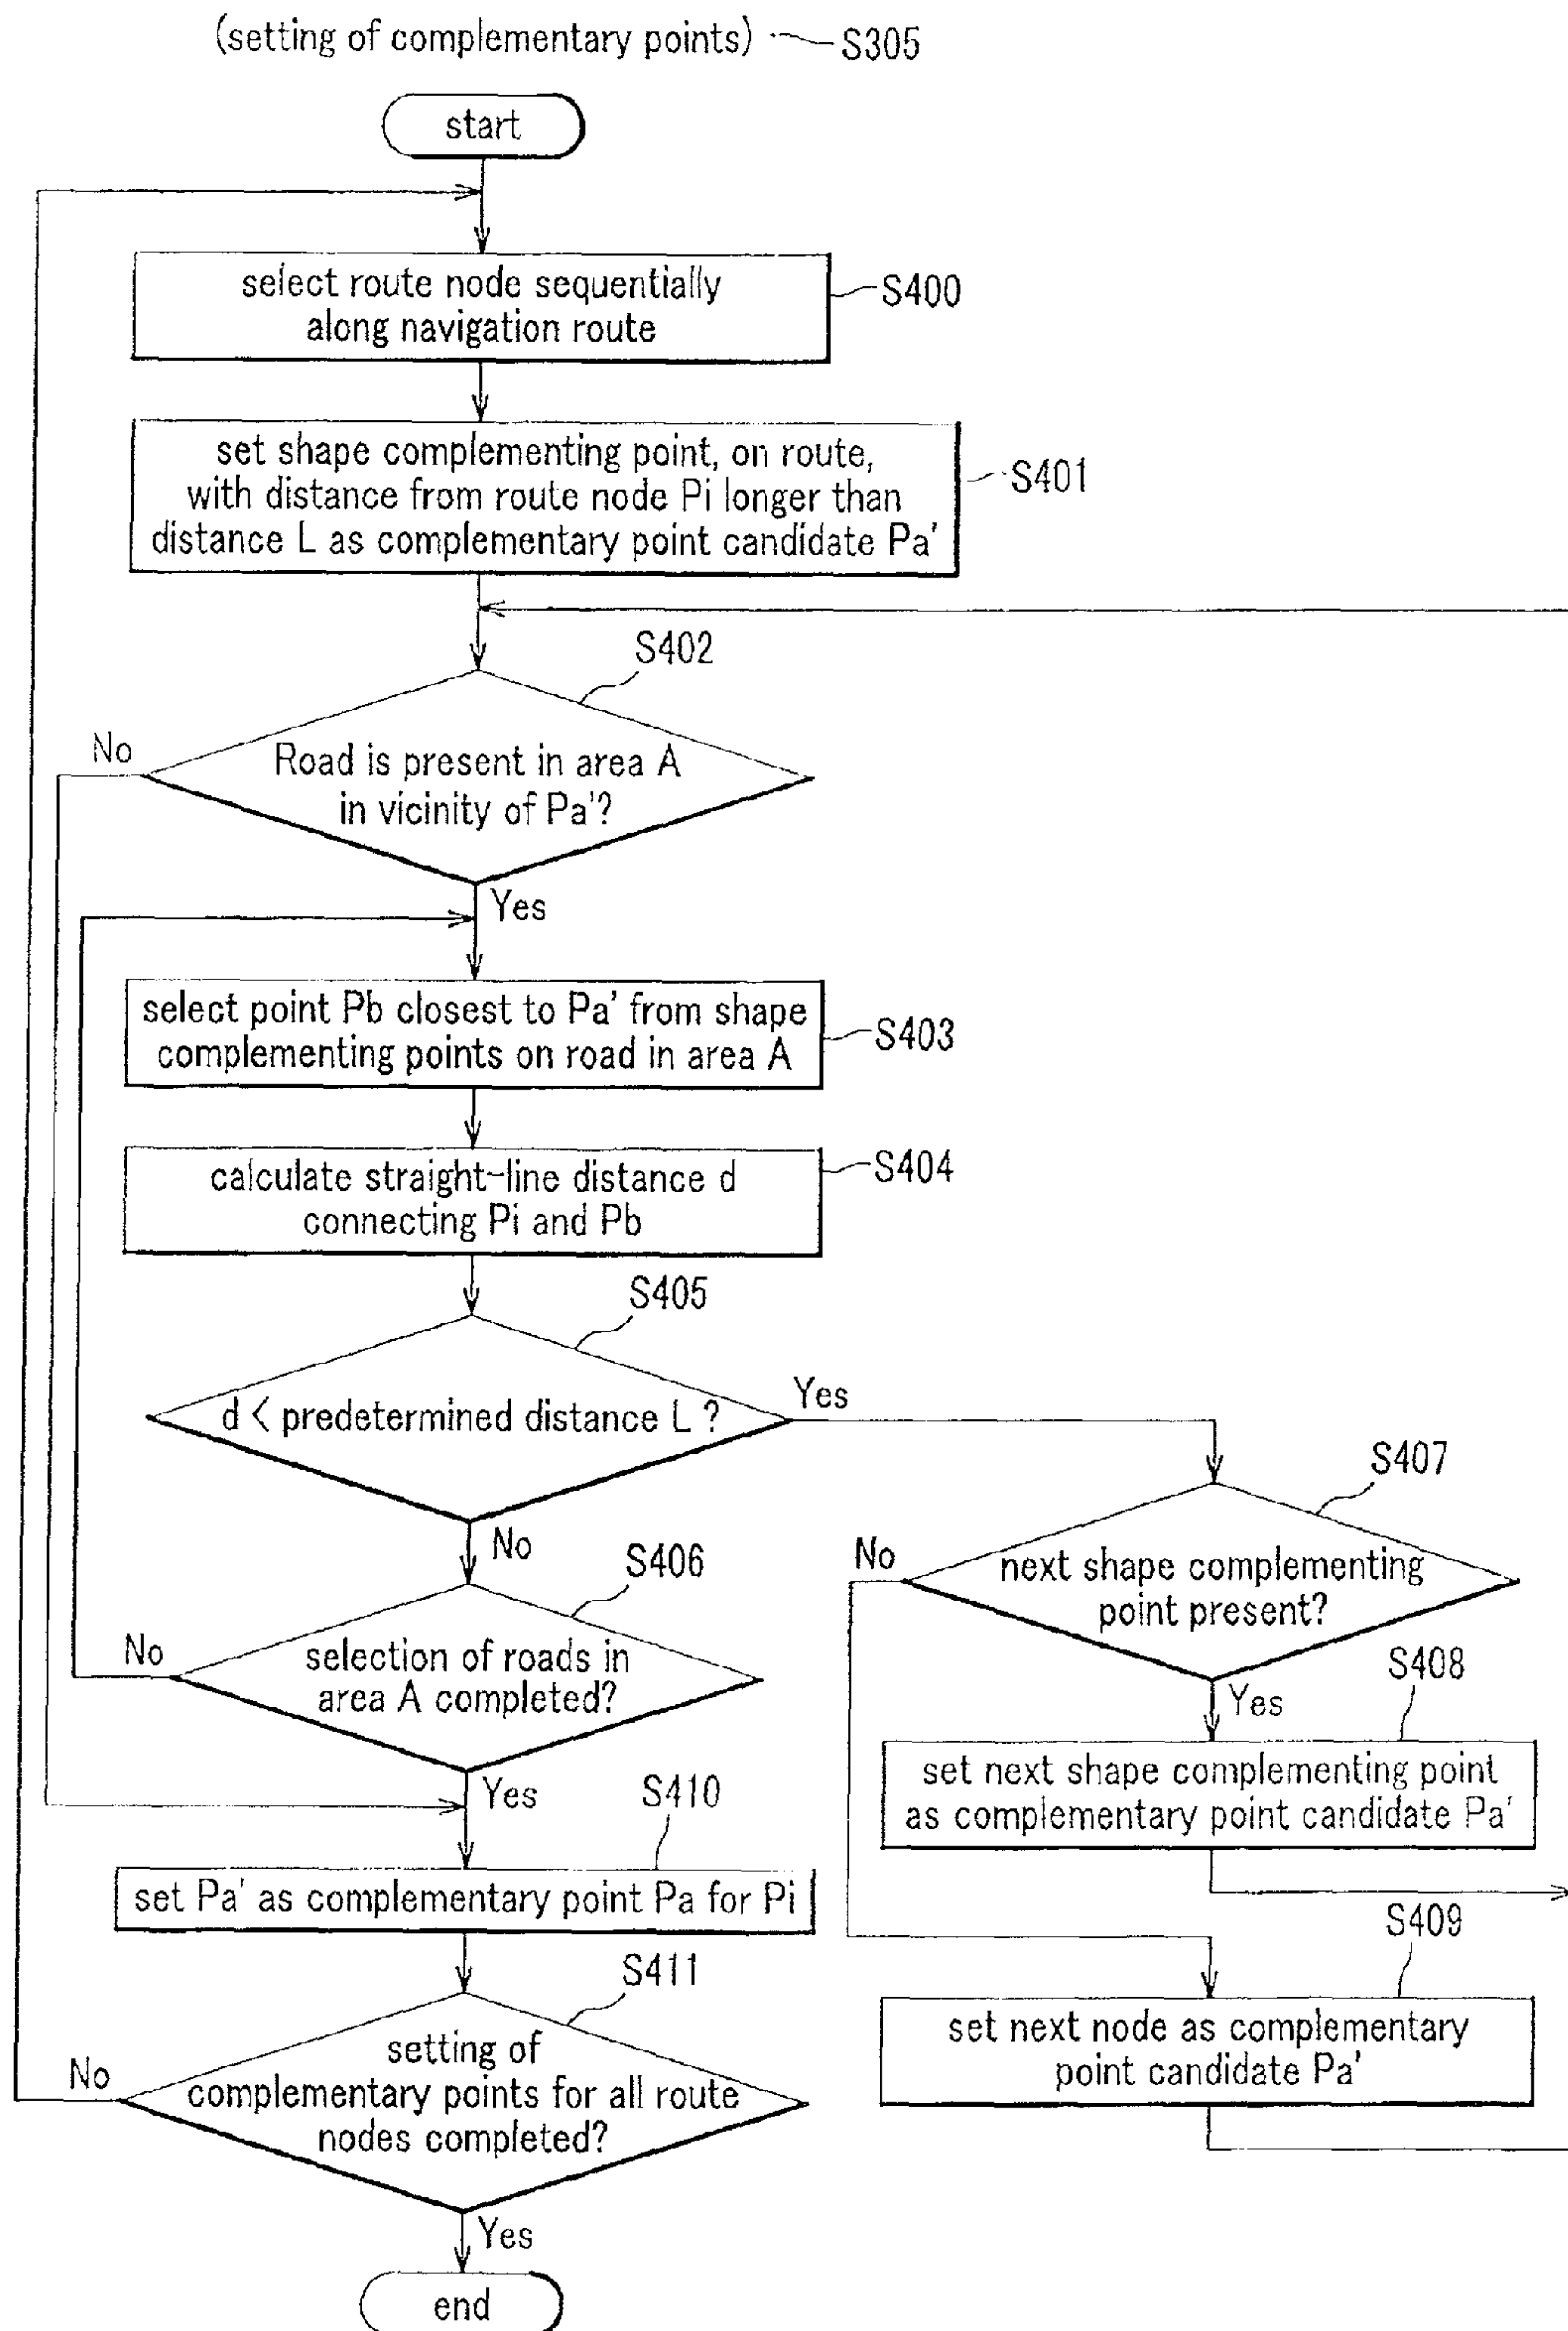 (setting of complementary points)
S305
start
select route node sequentially
along navigation route
S400
set shape complementing point, on route,
with distance from route node Pi longer than
distance L as complementary point candidate Pa'
S401
S402
Road is present in area A
in vicinity of Pa'?
No
Yes
select point Pb closest to Pa' from shape
complementing points on road in area A
S403
calculate straight-line distance d
connecting Pi and Pb
S404
S405
d < predetermined distance L ?
Yes
No
S406
selection of roads in
area A completed?
No
Yes
S407
next shape complementing
point present?
No
Yes
S408
set next shape complementing point
as complementary point candidate Pa'
S409
set next node as complementary
point candidate Pa'
S410
set Pa' as complementary point Pa for Pi
S411
setting of
complementary points for all route
nodes completed?
No
Yes
end